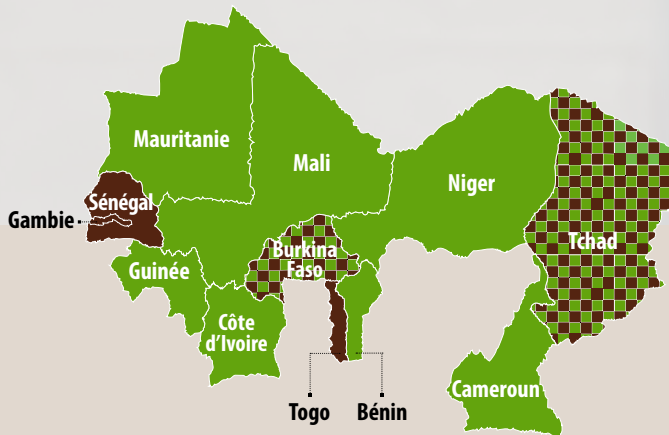 Mauritanie
Mali
Niger
Sénégal
Gambie
Tchad
Burkina
Faso
Guinée
Côte
d'Ivoire
Cameroun
Togo
Bénin